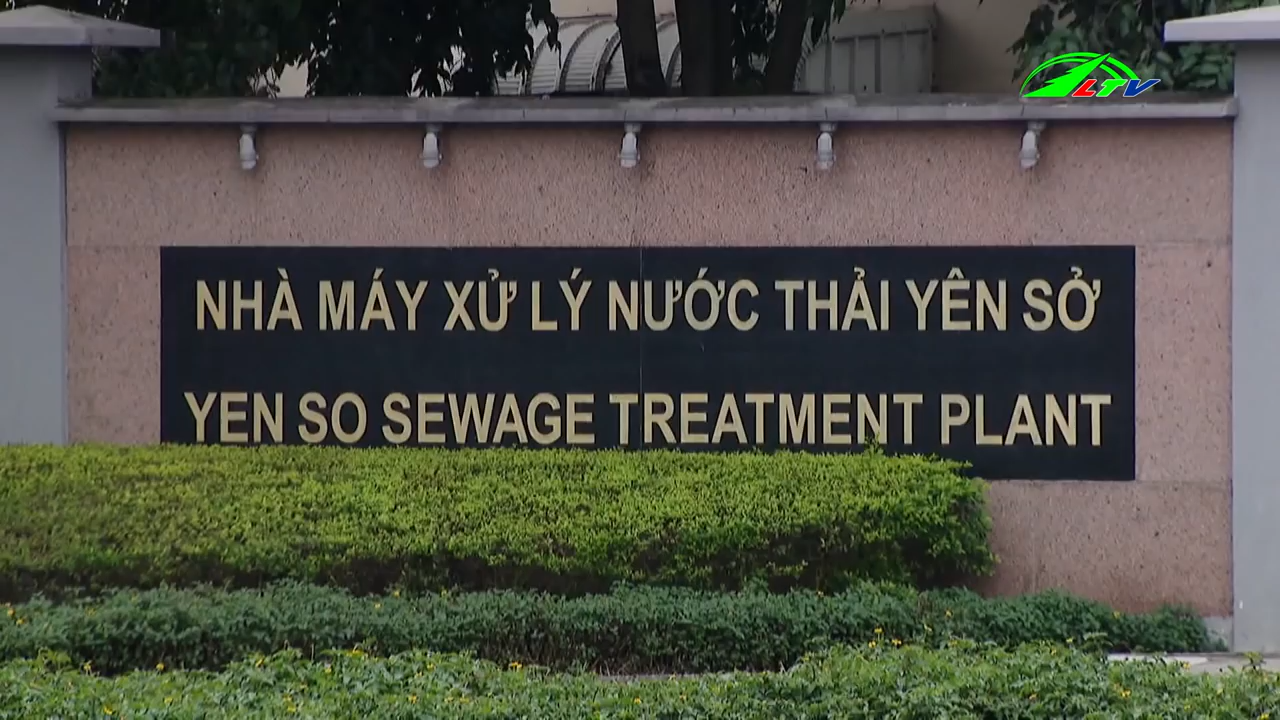 LTV
NHÀ MÁY XỬ LÝ NƯỚC THẢI YÊN SỞ
YEN SO SEWAGE TREATMENT PLANT